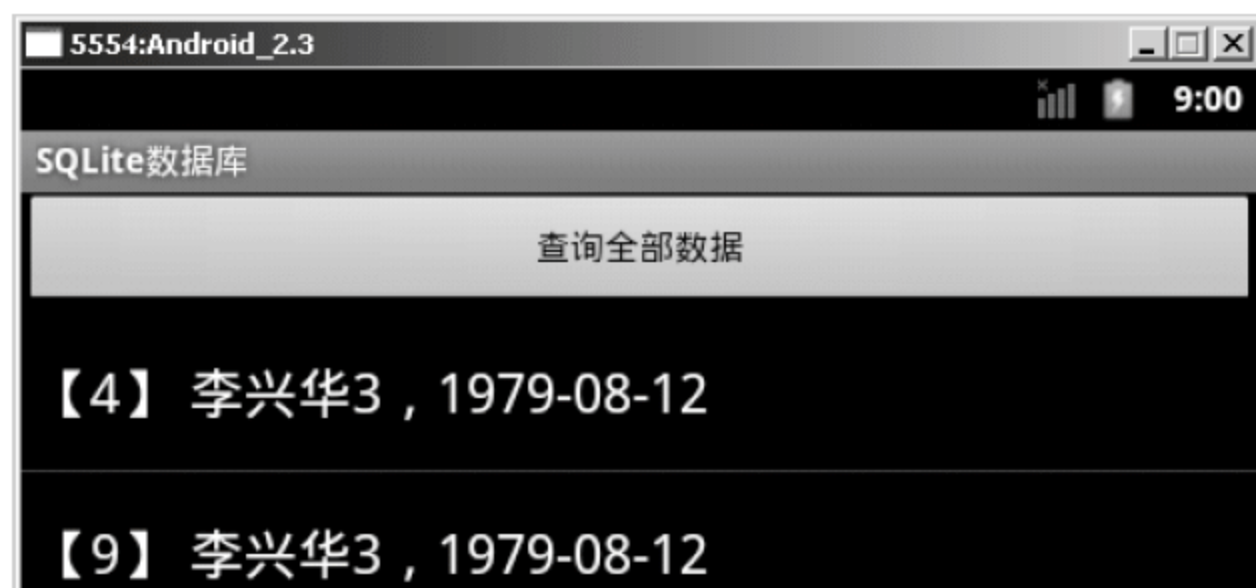 5554:Android_2.3
9:00
SQLite数据库
查询全部数据
【4】 李兴华3，1979-08-12
【9】 李兴华3，1979-08-12